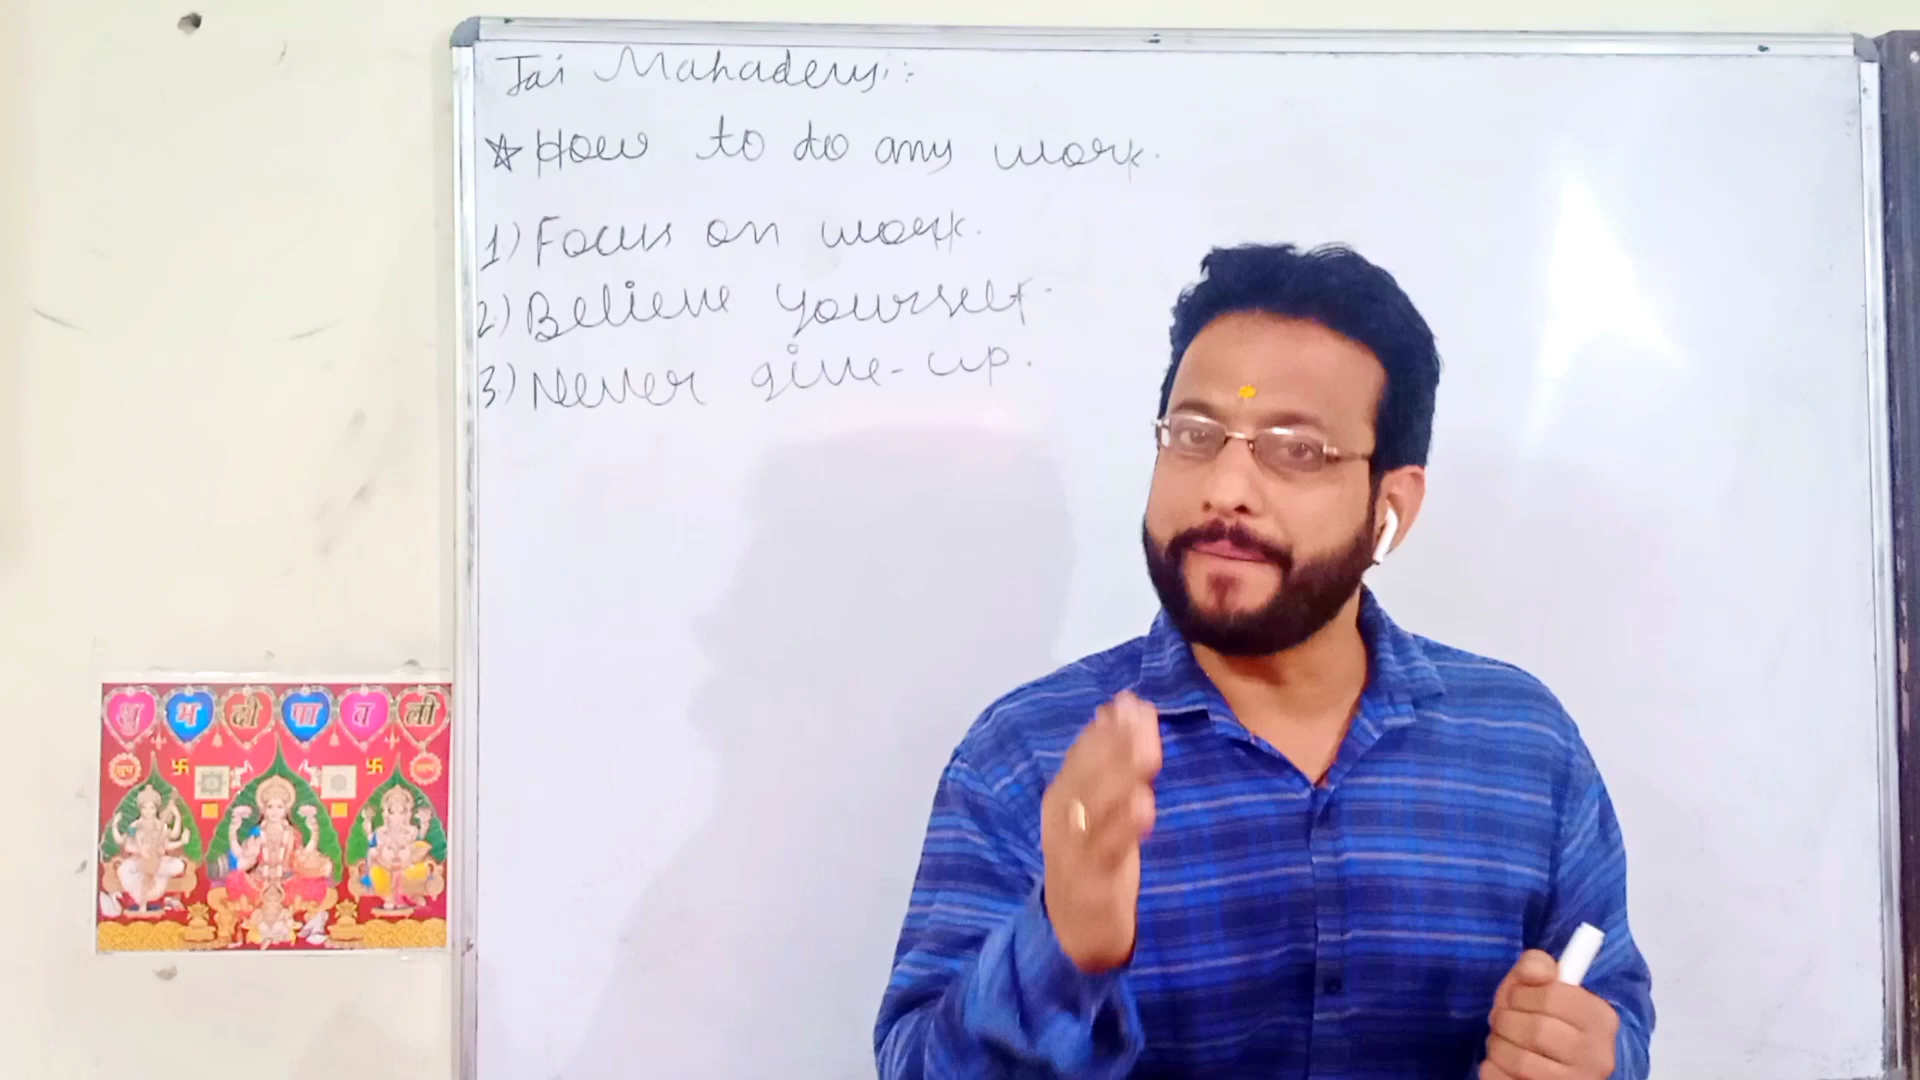 Jai Mahadev :
☆ How to do any work.
1) Focus on work.
2) Believe yourself.
3) Never give-up.
शुभ दीपावली
शुभ लाभ